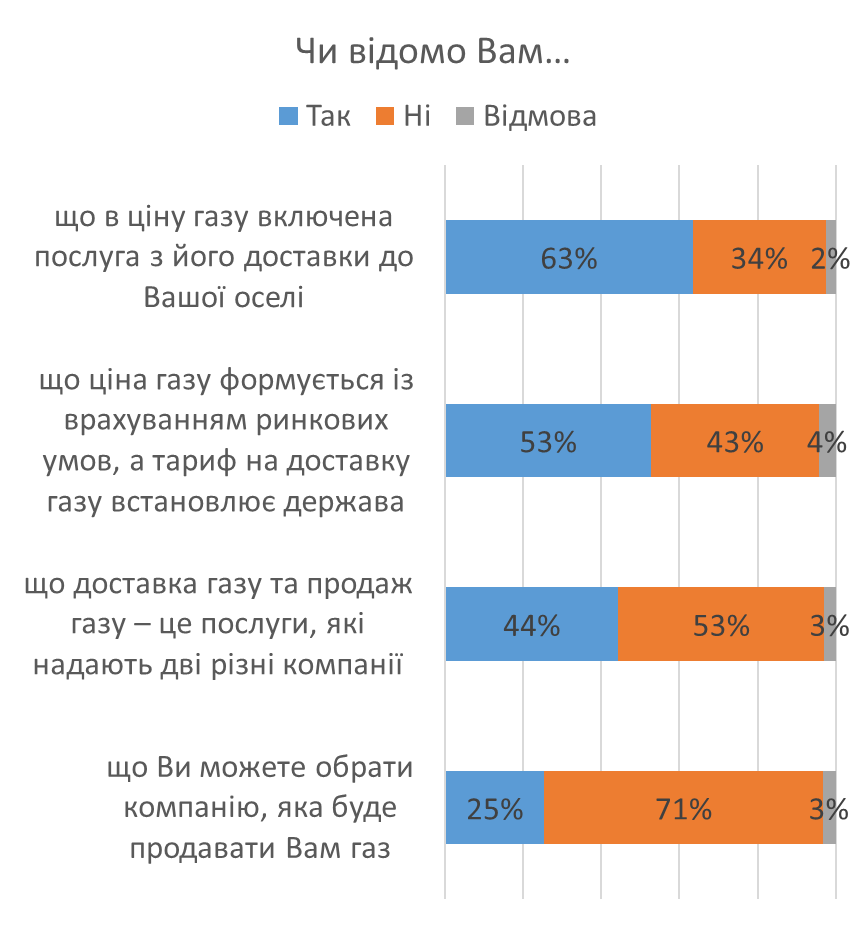 Чи відомо Вам…
Так Ні Відмова
що в ціну газу включена
послуга з його доставки до
Вашої оселі
63% 34% 2%
що ціна газу формується із
врахуванням ринкових
умов, а тариф на доставку
газу встановлює держава
53% 43% 4%
що доставка газу та продаж
газу – це послуги, які
надають дві різні компанії
44% 53% 3%
що Ви можете обрати
компанію, яка буде
продавати Вам газ
25% 71% 3%